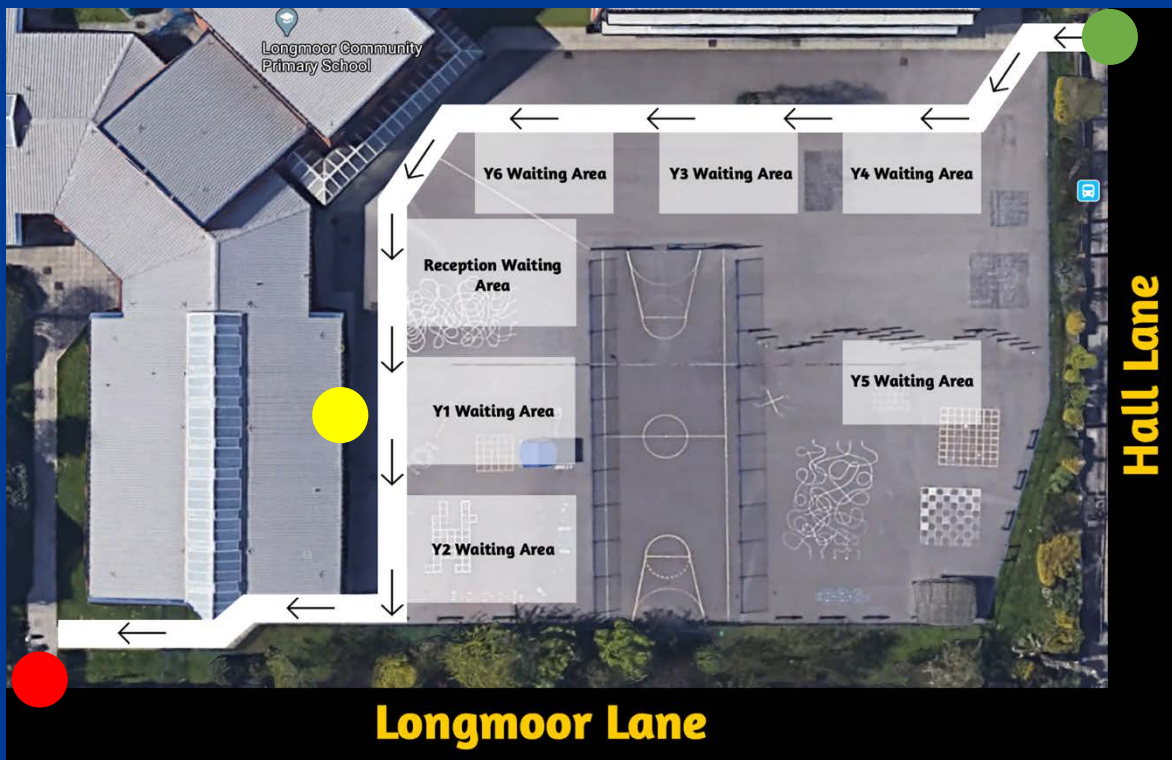 Longmoor Community
Primary School
Y6 Waiting Area
Y3 Waiting Area
Y4 Waiting Area
Reception Waiting
Area
Y5 Waiting Area
Y1 Waiting Area
Y2 Waiting Area
Hall Lane
Longmoor Lane